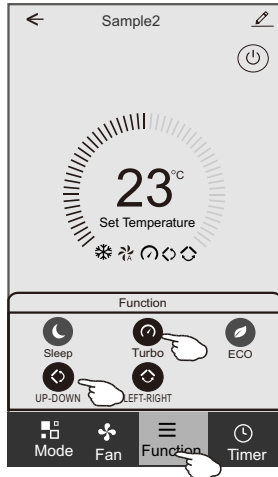 Sample2
23°C
Set Temperature
A
Function
Sleep Turbo ECO
UP-DOWN LEFT-RIGHT
Mode Fan Function Timer